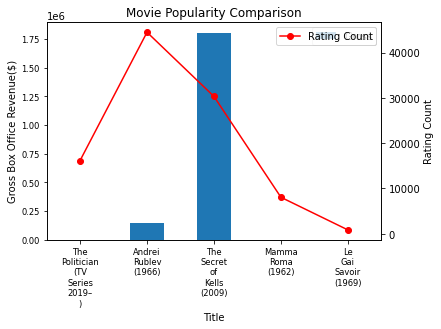 Movie Popularity Comparison
1e6
Rating Count
Gross Box Office Revenue($)
1.75
1.50
1.25
1.00
0.75
0.50
0.25
0.00
40000
30000
20000
10000
0
Rating Count
The
Politician
(TV
Series
2019–
)
Andrei
Rublev
(1966)
The
Secret
of
Kells
(2009)
Mamma
Roma
(1962)
Le
Gai
Savoir
(1969)
Title